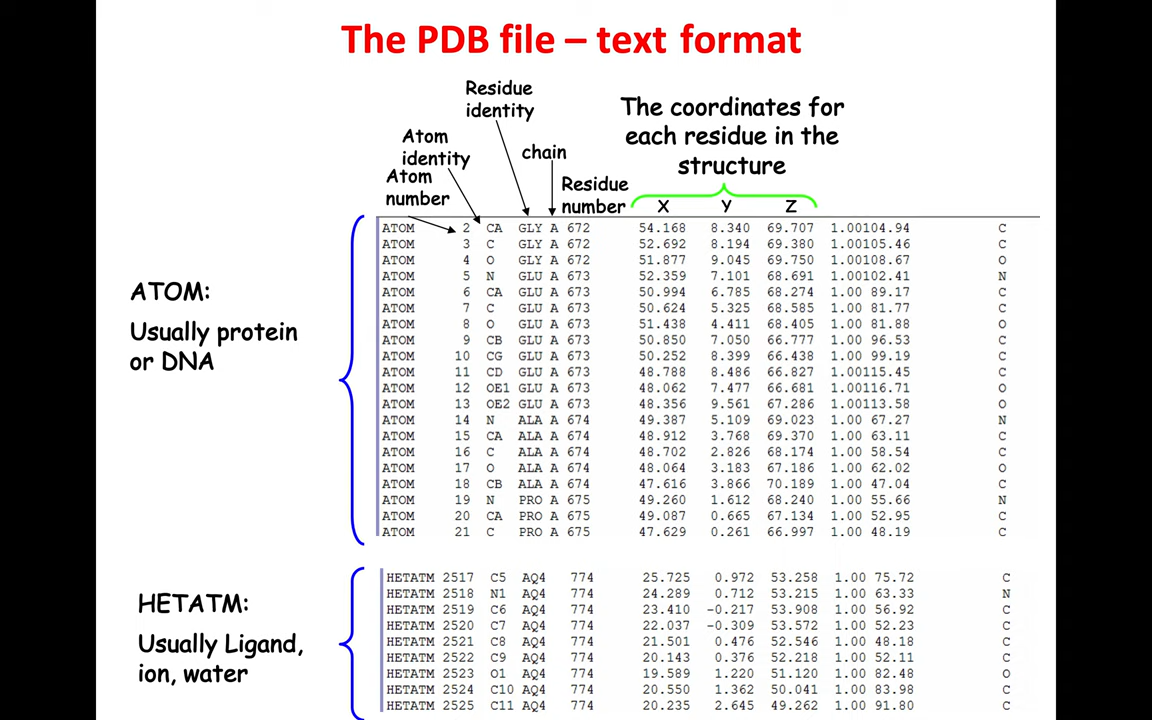 The PDB file – text format
Residue
identity
The coordinates for
each residue in the
structure
Atom
identity
chain
Atom
number
Residue
number
X Y Z
ATOM 2 CA GLY A 672 54.168 8.340 69.707 1.00104.94 C
ATOM 3 C GLY A 672 52.692 8.194 69.380 1.00105.46 C
ATOM 4 O GLY A 672 51.877 9.045 69.750 1.00108.67 O
ATOM 5 N GLU A 673 52.359 7.101 68.691 1.00102.41 N
ATOM 6 CA GLU A 673 50.994 6.785 68.274 1.00 89.17 C
ATOM 7 C GLU A 673 50.624 5.325 68.585 1.00 81.77 C
ATOM 8 O GLU A 673 51.438 4.411 68.405 1.00 81.88 O
ATOM 9 CB GLU A 673 50.850 7.050 66.777 1.00 96.53 C
ATOM 10 CG GLU A 673 50.252 8.399 66.438 1.00 99.19 C
ATOM 11 CD GLU A 673 48.788 8.486 66.827 1.00115.45 C
ATOM 12 OE1 GLU A 673 48.062 7.477 66.681 1.00116.71 O
ATOM 13 OE2 GLU A 673 48.356 9.561 67.286 1.00113.58 O
ATOM 14 N ALA A 674 49.387 5.109 69.023 1.00 67.27 N
ATOM 15 CA ALA A 674 48.912 3.768 69.370 1.00 63.11 C
ATOM 16 C ALA A 674 48.702 2.826 68.174 1.00 58.54 C
ATOM 17 O ALA A 674 48.064 3.183 67.186 1.00 62.02 O
ATOM 18 CB ALA A 674 47.616 3.866 70.189 1.00 47.04 C
ATOM 19 N PRO A 675 49.260 1.612 68.240 1.00 55.66 N
ATOM 20 CA PRO A 675 49.087 0.665 67.134 1.00 52.95 C
ATOM 21 C PRO A 675 47.629 0.261 66.997 1.00 48.19 C
ATOM:
Usually protein
or DNA
HETATM 2517 C5 AQ4 774 25.725 0.972 53.258 1.00 75.72 C
HETATM 2518 N1 AQ4 774 24.289 0.712 53.215 1.00 63.33 N
HETATM 2519 C6 AQ4 774 23.410 -0.217 53.908 1.00 56.92 C
HETATM 2520 C7 AQ4 774 22.037 -0.309 53.572 1.00 52.23 C
HETATM 2521 C8 AQ4 774 21.501 0.476 52.546 1.00 48.18 C
HETATM 2522 C9 AQ4 774 20.143 0.376 52.218 1.00 52.11 C
HETATM 2523 O1 AQ4 774 19.589 1.220 51.120 1.00 82.48 O
HETATM 2524 C10 AQ4 774 20.550 1.362 50.041 1.00 83.98 C
HETATM 2525 C11 AQ4 774 20.235 2.645 49.262 1.00 91.80 C
HETATM:
Usually Ligand,
ion, water